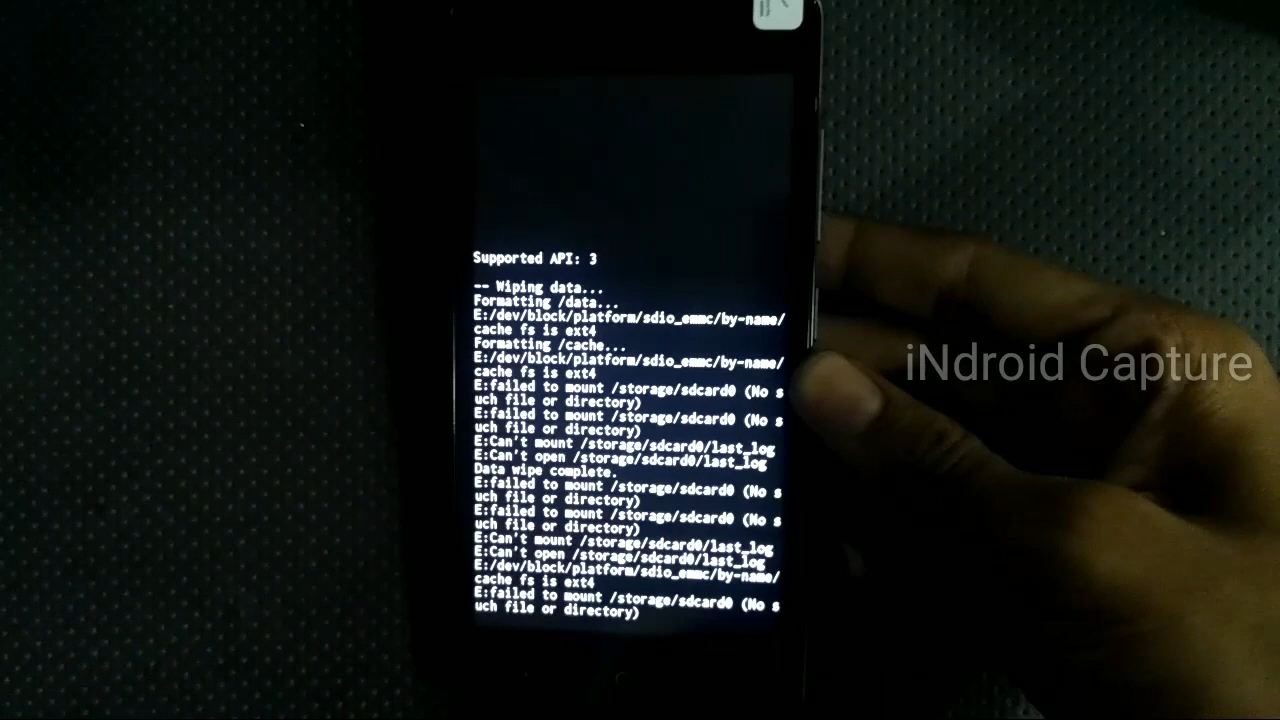 Supported API: 3
-- Wiping data...
Formatting /data...
E:/dev/block/platform/sdio_emmc/by-name/
cache fs is ext4
Formatting /cache...
E:/dev/block/platform/sdio_emmc/by-name/
cache fs is ext4
E:failed to mount /storage/sdcard0 (No s
uch file or directory)
E:failed to mount /storage/sdcard0 (No s
uch file or directory)
E:Can't mount /storage/sdcard0/last_log
E:Can't open /storage/sdcard0/last_log
Data wipe complete.
E:failed to mount /storage/sdcard0 (No s
uch file or directory)
E:failed to mount /storage/sdcard0 (No s
uch file or directory)
E:Can't mount /storage/sdcard0/last_log
E:Can't open /storage/sdcard0/last_log
E:/dev/block/platform/sdio_emmc/by-name/
cache fs is ext4
E:failed to mount /storage/sdcard0 (No s
uch file or directory)
iNdroid Capture